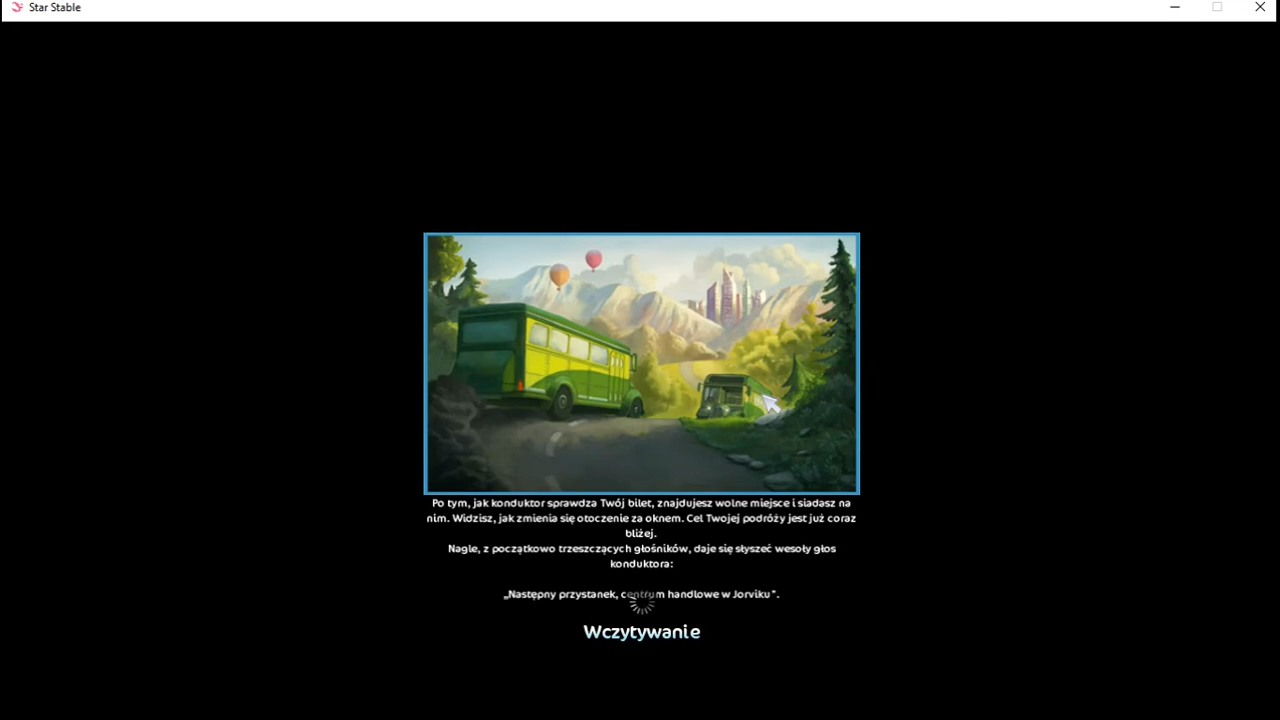 Star Stable
Po tym, jak konduktor sprawdza Twój bilet, znajdujesz wolne miejsce i siadasz na
nim. Widzisz, jak zmienia się otoczenie za oknem. Cel Twojej podróży jest już coraz
bliżej.
Nagle, z początkowo trzeszczących głośników, daje się słyszeć wesoły głos
konduktora:
„Następny przystanek, centrum handlowe w Jorviku”.
Wczytywanie